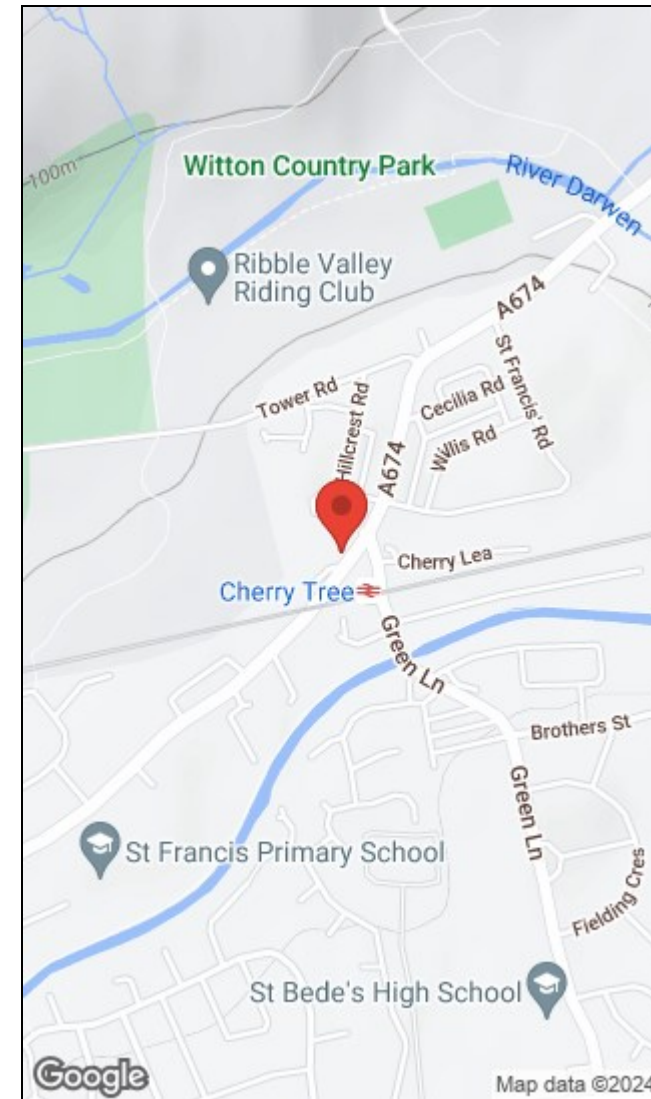 100m
Witton Country Park
River Darwen
Ribble Valley
Riding Club
A674
St Francis' Rd
Tower Rd
Hillcrest Rd
Cecilia Rd
Willis Rd
A674
Cherry Lea
Cherry Tree
Green Ln
Brothers St
Green Ln
St Francis Primary School
Fielding Cres
St Bede's High School
Google
Map data ©2024